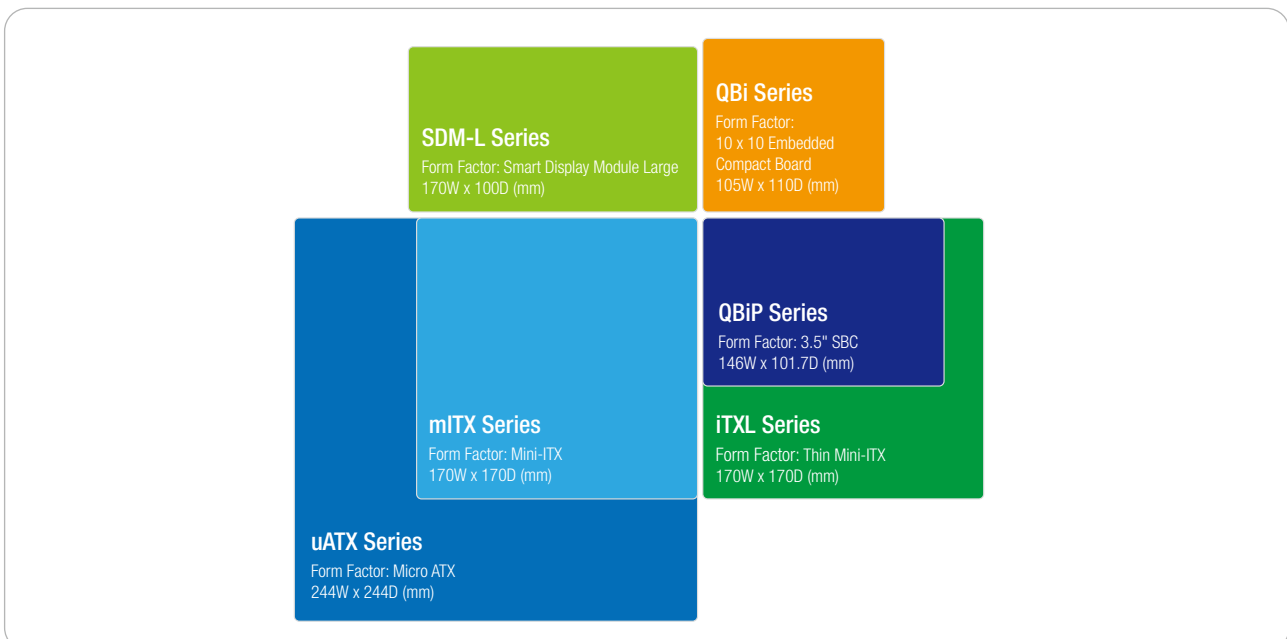 SDM-L Series
Form Factor: Smart Display Module Large
170W x 100D (mm)
QBi Series
Form Factor:
10 x 10 Embedded
Compact Board
105W x 110D (mm)
QBiP Series
Form Factor: 3.5" SBC
146W x 101.7D (mm)
mITX Series
Form Factor: Mini-ITX
170W x 170D (mm)
iTXL Series
Form Factor: Thin Mini-ITX
170W x 170D (mm)
uATX Series
Form Factor: Micro ATX
244W x 244D (mm)